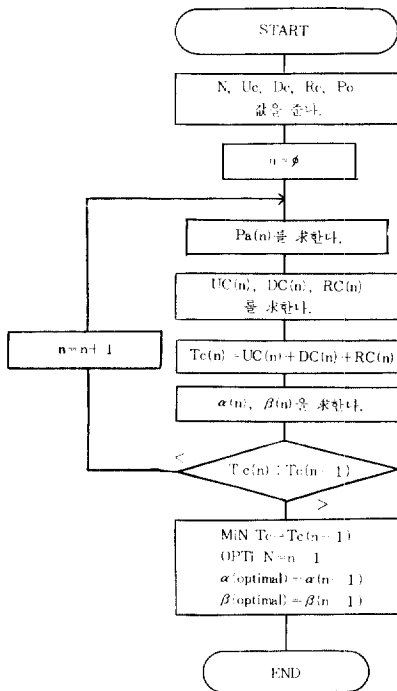 START
N, Uc, Dc, Rc, Po
값을 준다.
n = ø
Pa(n)를 求한다.
UC(n), DC(n), RC(n)
를 求한다.
n = n + 1
Tc(n) = UC(n) + DC(n) + RC(n)
α(n), β(n)을 求한다.
<
Tc(n) : Tc(n - 1)
>
MiN Tc = Tc(n - 1)
OPTi N = n - 1
α(optimal) = α(n - 1)
β(optimal) = β(n - 1)
END